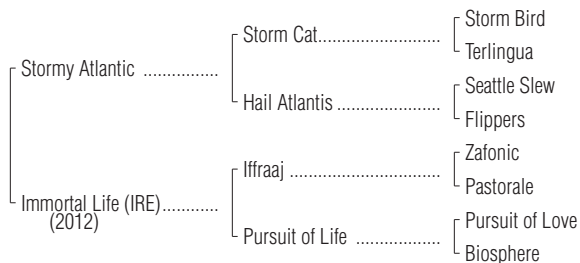 Storm Bird
Storm Cat
Terlingua
Stormy Atlantic
Seattle Slew
Hail Atlantis
Flippers
Zafonic
Iffraaj
Pastorale
Immortal Life (IRE)
(2012)
Pursuit of Love
Pursuit of Life
Biosphere